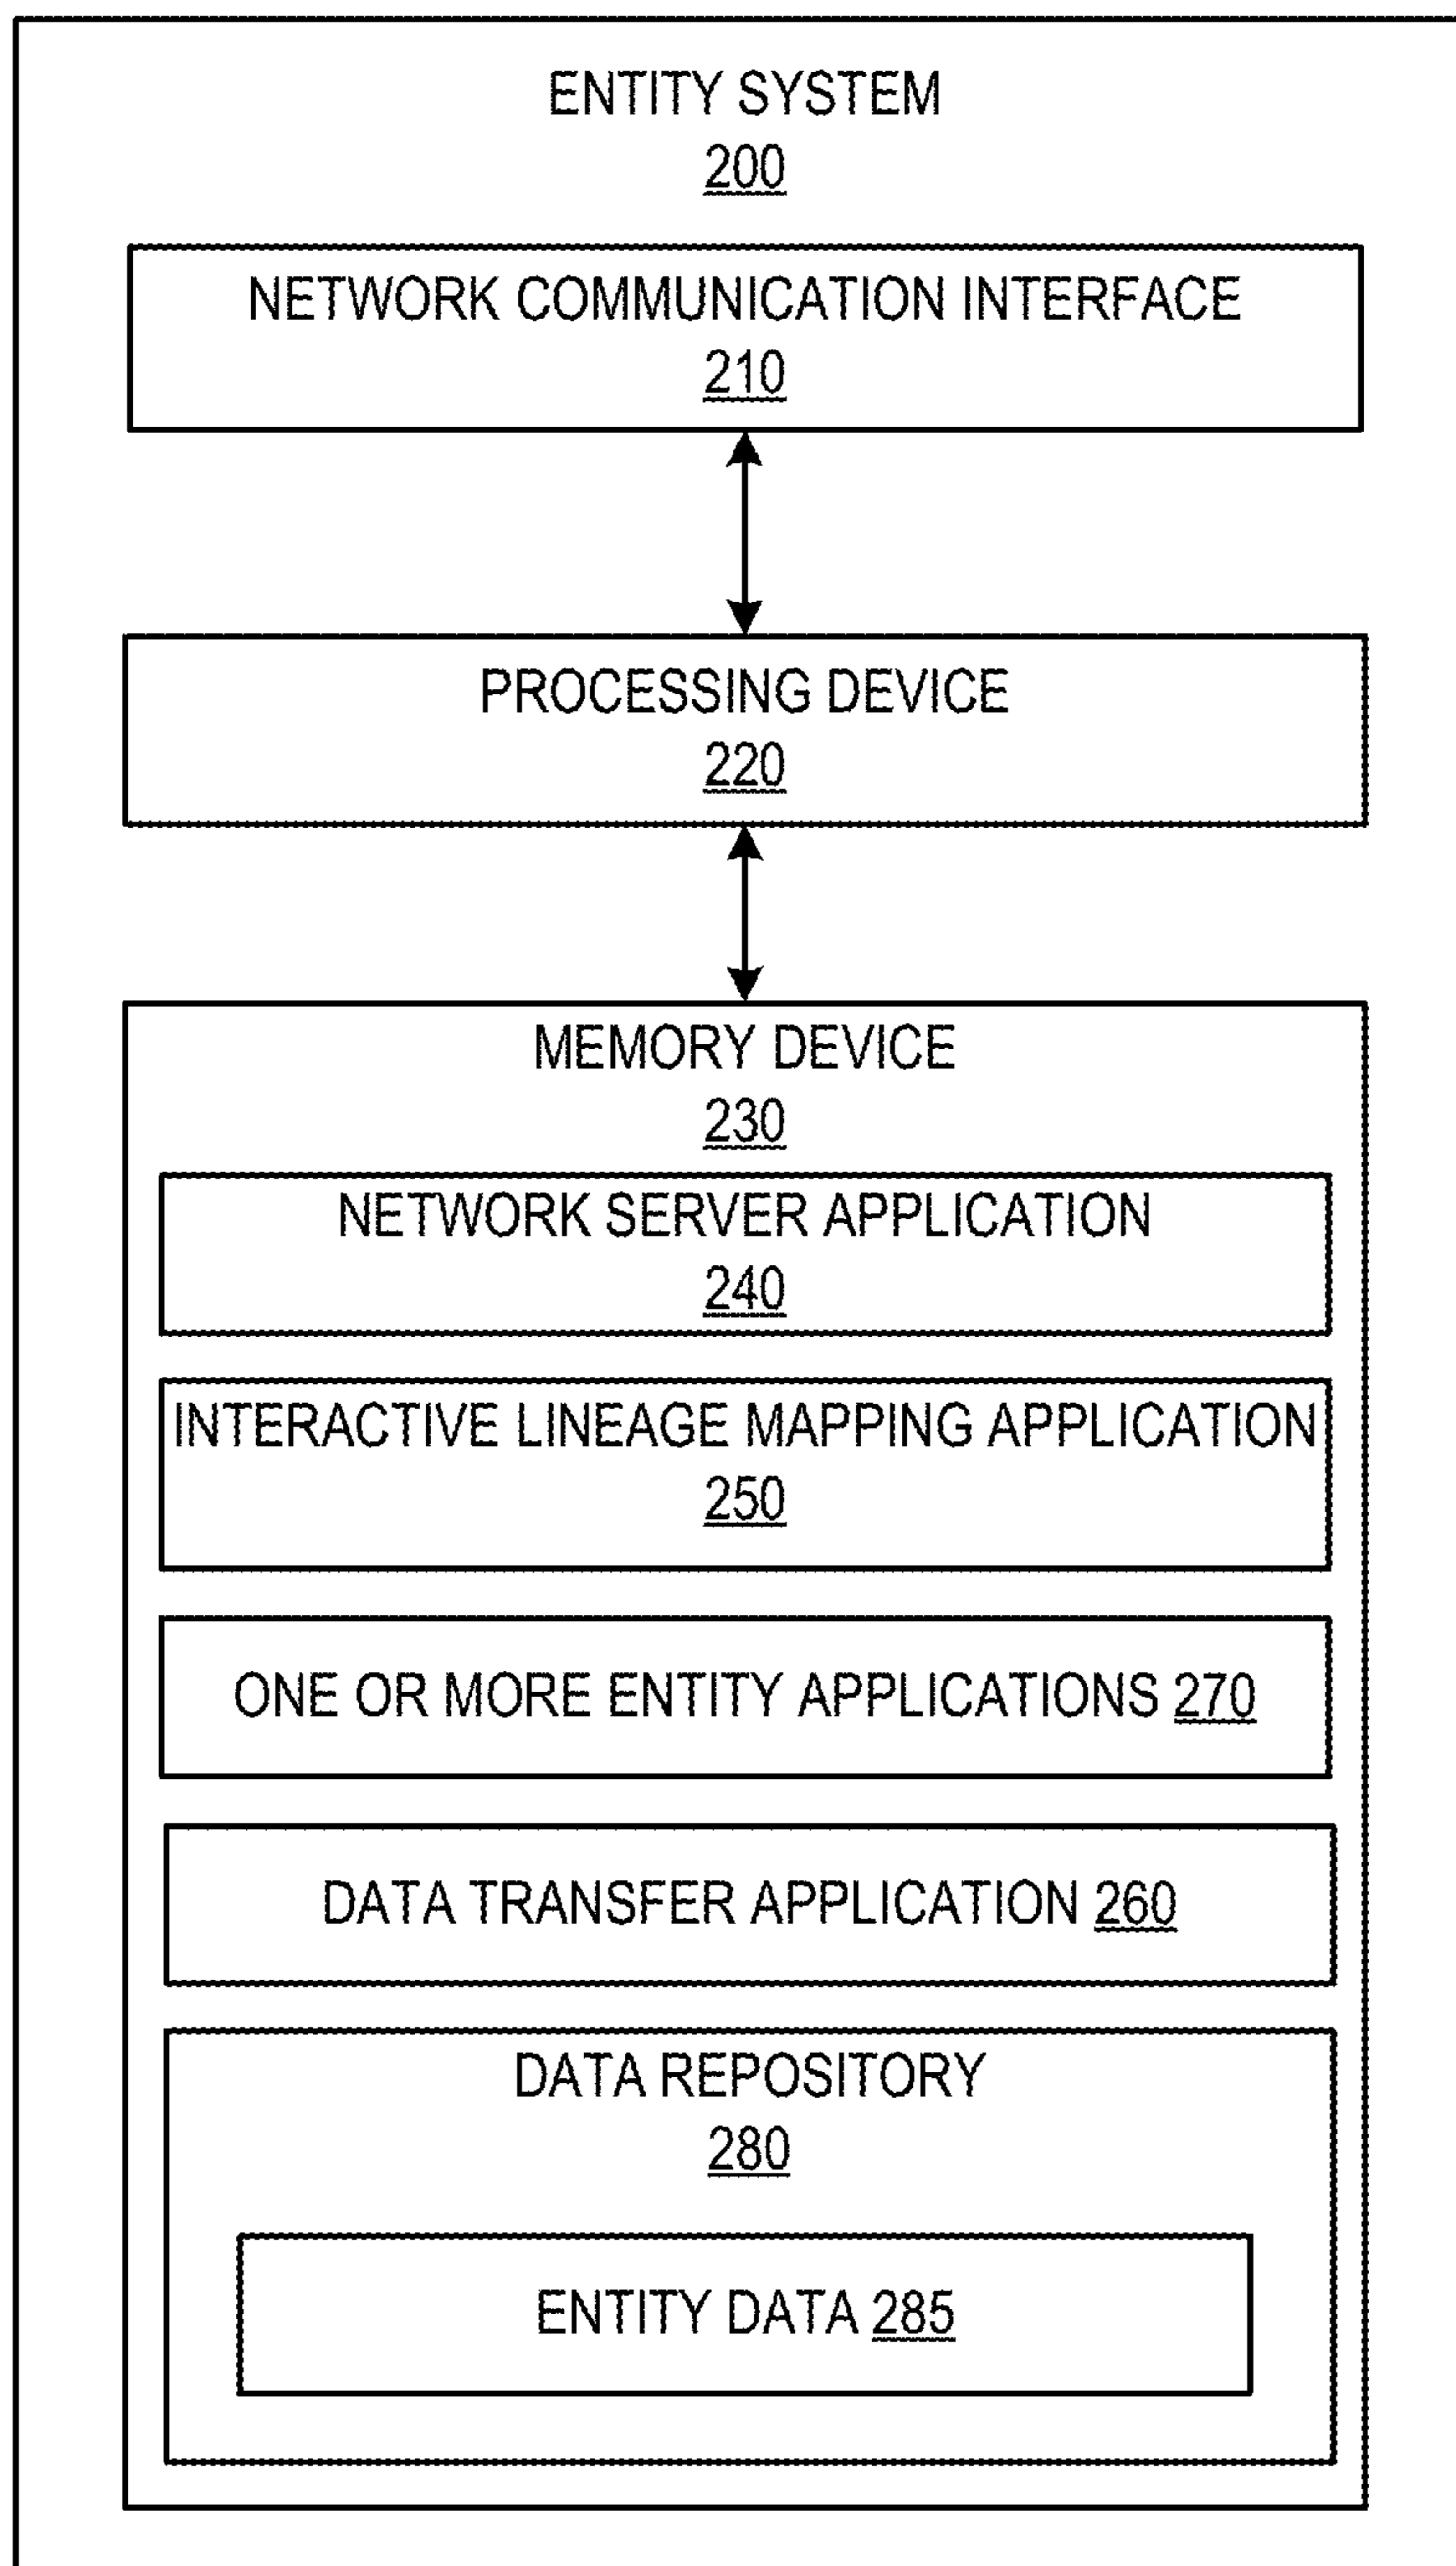 ENTITY SYSTEM
200
NETWORK COMMUNICATION INTERFACE
210
PROCESSING DEVICE
220
MEMORY DEVICE
230
NETWORK SERVER APPLICATION
240
INTERACTIVE LINEAGE MAPPING APPLICATION
250
ONE OR MORE ENTITY APPLICATIONS 270
DATA TRANSFER APPLICATION 260
DATA REPOSITORY
280
ENTITY DATA 285